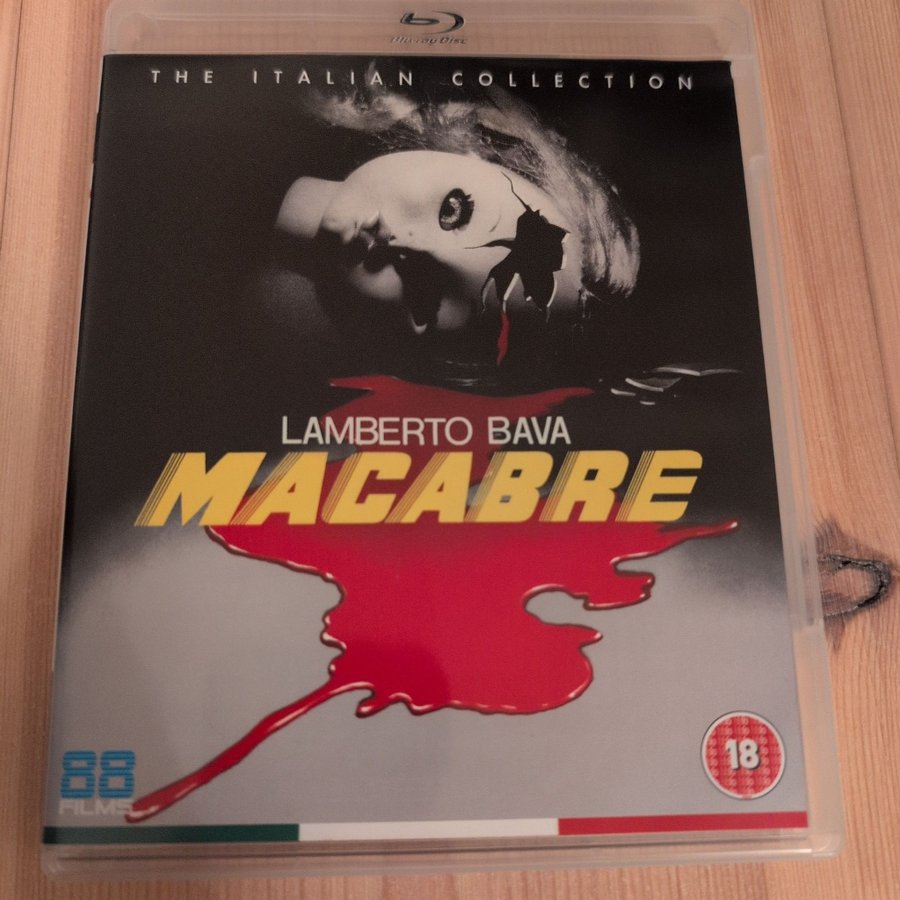 Blu-ray Disc
THE ITALIAN COLLECTION
LAMBERTO BAVA
MACABRE
88
FILMS
18